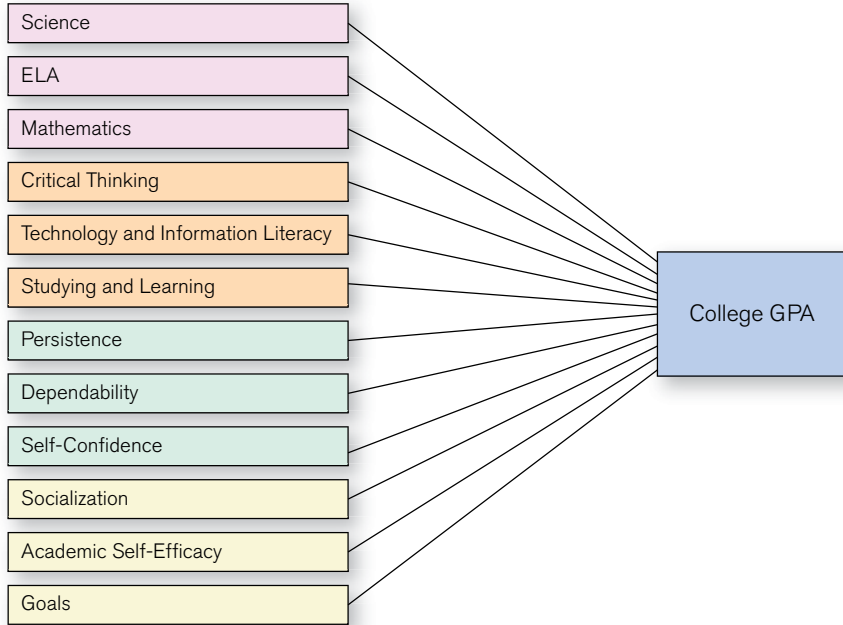 Science
ELA
Mathematics
Critical Thinking
Technology and Information Literacy
Studying and Learning
Persistence
Dependability
Self-Confidence
Socialization
Academic Self-Efficacy
Goals
College GPA